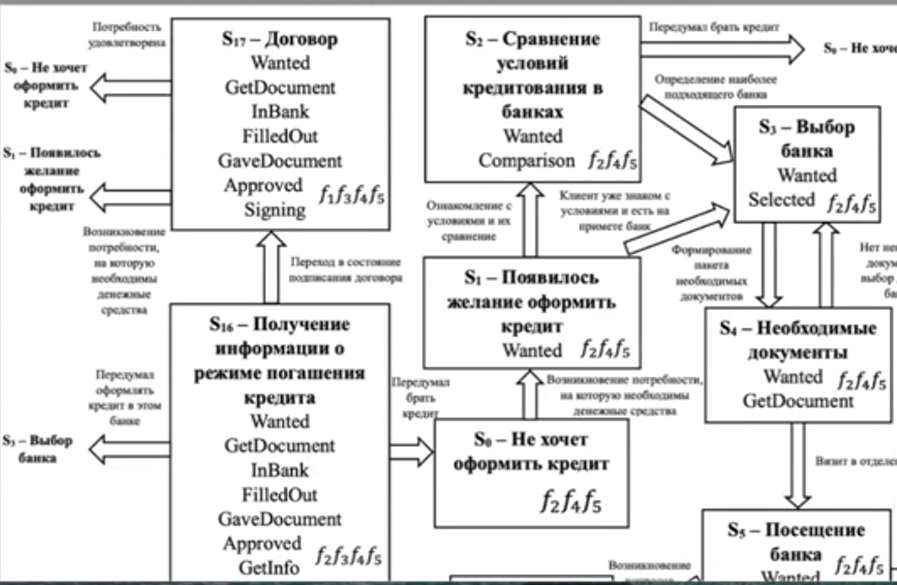 Потребность
удовлетворена
S₀ – Не хочет
оформить
кредит
S₁ – Появилось
желание
оформить
кредит
Возникновение
потребности,
на которую
необходимы
денежные
средства
S₁₇ – Договор
Wanted
GetDocument
InBank
FilledOut
GaveDocument
Approved
Signing
f₁f₃f₄f₅
Переход в состояние
подписания договора
Передумал
оформлять
кредит в этом
банке
S₃ – Выбор
банка
S₁₆ – Получение
информации о
режиме погашения
кредита
Wanted
GetDocument
InBank
FilledOut
GaveDocument
Approved
GetInfo
f₂f₃f₄f₅
Передумал
брать
кредит
S₂ – Сравнение
условий
кредитования в
банках
Wanted
Comparison f₂f₄f₅
Ознакомление с
условиями и их
сравнение
Клиент уже знаком с
условиями и есть на
примете банк
S₁ – Появилось
желание оформить
кредит
Wanted f₂f₄f₅
Возникновение потребности,
на которую необходимы
денежные средства
S₀ – Не хочет
оформить кредит
f₂f₄f₅
Передумал брать кредит
S₀ – Не хоч
Определение наиболее
подходящего банка
S₃ – Выбор
банка
Wanted
Selected f₂f₄f₅
Формирование
пакета
необходимых
документов
Нет
выбор
S₄ – Необходимые
документы
Wanted f₂f₄f₅
GetDocument
Визит в отделе
S₅ – Посещение
банка
Wanted f₂f₄f₅
Возникновение